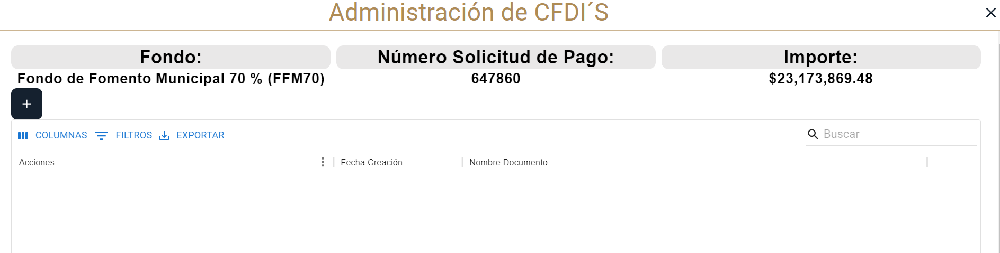 Administración de CFDI´S
Fondo:
Fondo de Fomento Municipal 70 % (FFM70)
Número Solicitud de Pago:
647860
Importe:
$23,173,869.48
COLUMNAS FILTROS EXPORTAR
Buscar
Acciones Fecha Creación Nombre Documento